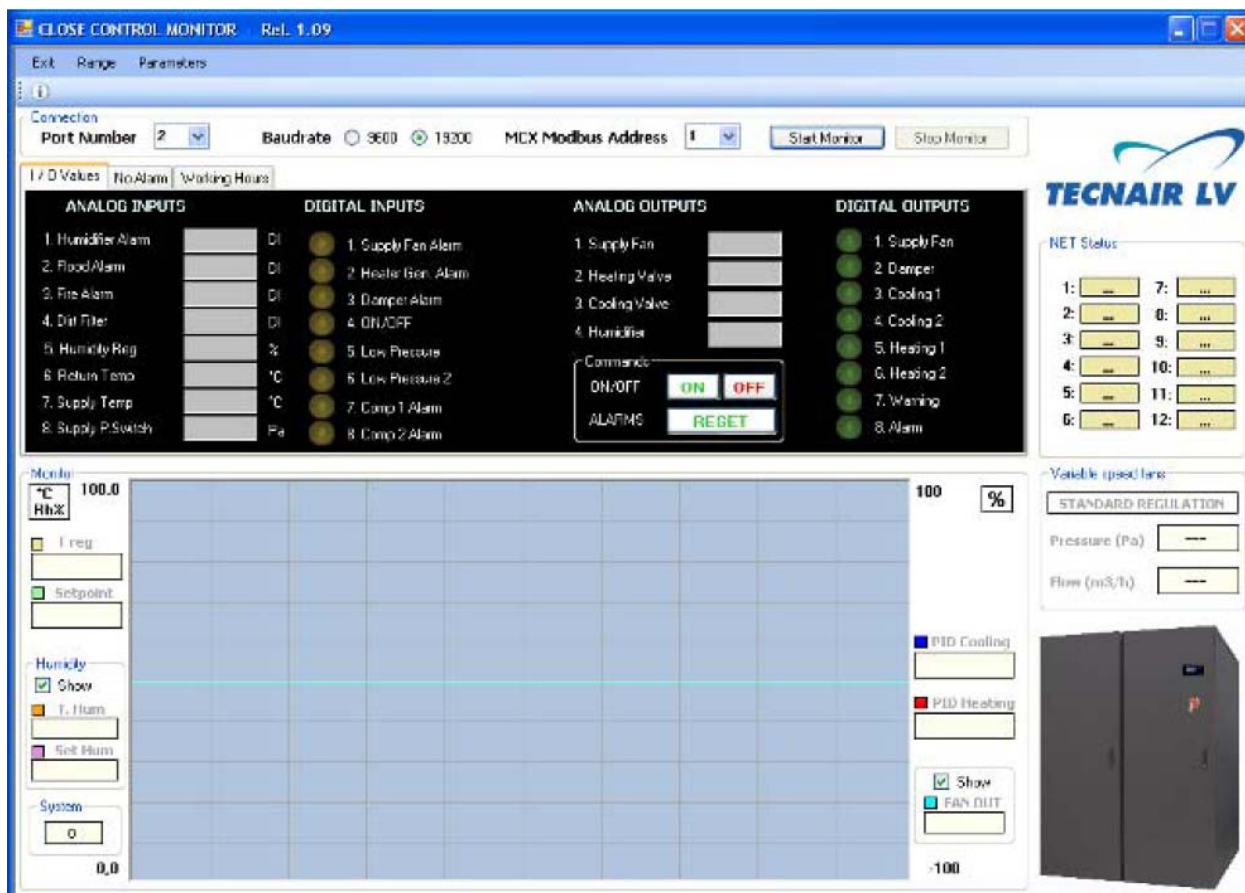 CLOSE CONTROL MONITOR Rel. 1.09
Exit Range Parameters
Connection
Port Number 2 Baudrate 9600 19200 MCX Modbus Address 1 Start Monitor Stop Monitor
TECNAIR LV
I / O Values No Alarm Working Hours
ANALOG INPUTS DIGITAL INPUTS ANALOG OUTPUTS DIGITAL OUTPUTS
1. Humidifier Alarm DI 1. Supply Fan Alarm 1. Supply Fan 1. Supply Fan
2. Flood Alarm DI 2 Heater Gen. Alarm 2. Heating Valve 2. Damper
3. Fire Alarm DI 3. Damper Alarm 3. Cooling Valve 3. Cooling 1
4. Dirt Filter DI 4. ON/OFF 4. Humidifier 4. Cooling 2
5. Humidity Reg % 5. Low Pressure 5. Heating 1
6. Return Temp °C 6. Low Pressure 2 6. Heating 2
7. Supply Temp °C 7. Comp 1 Alarm 7. Warning
8. Supply P.Switch Pa 8. Comp 2 Alarm 8. Alarm
Commands
ON/OFF ON OFF
ALARMS RESET
NET Status
1: ... 7: ...
2: ... 8: ...
3: ... 9: ...
4: ... 10: ...
5: ... 11: ...
6: ... 12: ...
Monitor
°C
Rh%
100.0
100
%
T reg
Setpoint
Humidity
Show
T. Hum
Set Hum
System
0
0,0
PID Cooling
PID Heating
Show
FAN OUT
-100
Variable speed fans
STANDARD REGULATION
Pressure (Pa) ---
Flow (m3/h) ---